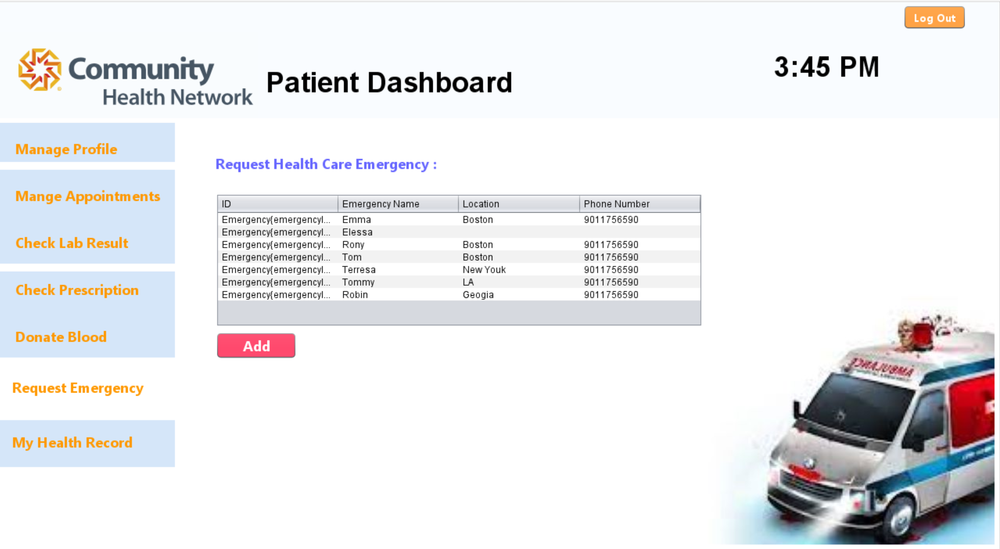 Log Out
Community
Health Network
Patient Dashboard
3:45 PM
Manage Profile
Mange Appointments
Check Lab Result
Check Prescription
Donate Blood
Request Emergency
My Health Record
Request Health Care Emergency :
ID Emergency Name Location Phone Number
Emergency{emergencyI... Emma Boston 9011756590
Emergency{emergencyI... Elessa
Emergency{emergencyI... Rony Boston 9011756590
Emergency{emergencyI... Tom Boston 9011756590
Emergency{emergencyI... Terresa New Youk 9011756590
Emergency{emergencyI... Tommy LA 9011756590
Emergency{emergencyI... Robin Geogia 9011756590
Add
AMBULANCE